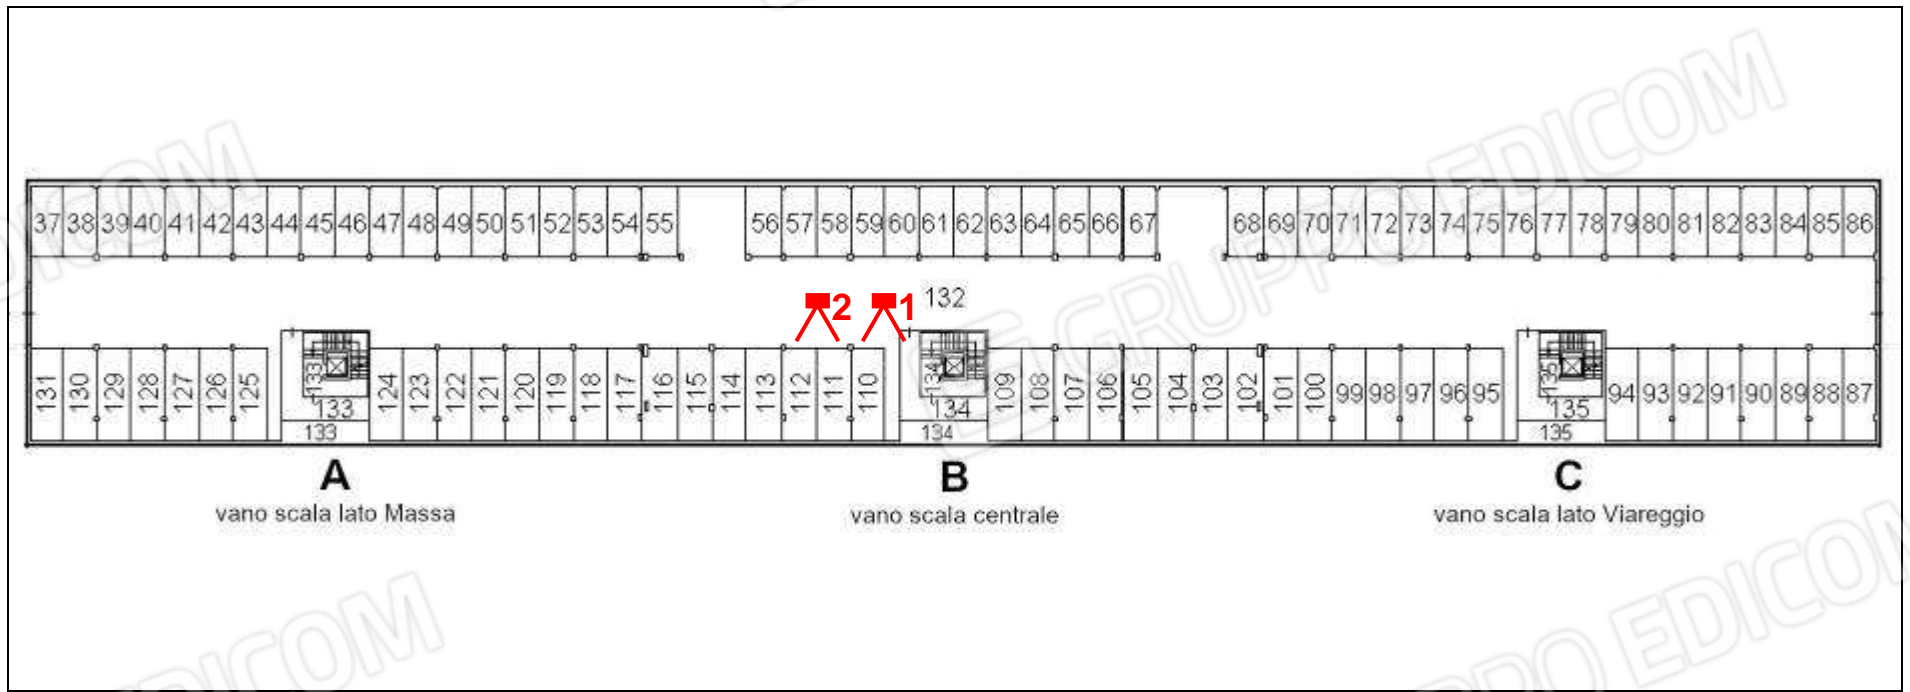 37 38 39 40 41 42 43 44 45 46 47 48 49 50 51 52 53 54 55 56 57 58 59 60 61 62 63 64 65 66 67 68 69 70 71 72 73 74 75 76 77 78 79 80 81 82 83 84 85 86
2 1 132
131 130 129 128 127 126 125 133 124 123 122 121 120 119 118 117 116 115 114 113 112 111 110 134 109 108 107 106 105 104 103 102 101 100 99 98 97 96 95 135 94 93 92 91 90 89 88 87
133 134 135
133 134 135
A B C
vano scala lato Massa vano scala centrale vano scala lato Viareggio
GRUPPO EDICOM
EDICOM
EDICOM
GRUPPO EDICOM